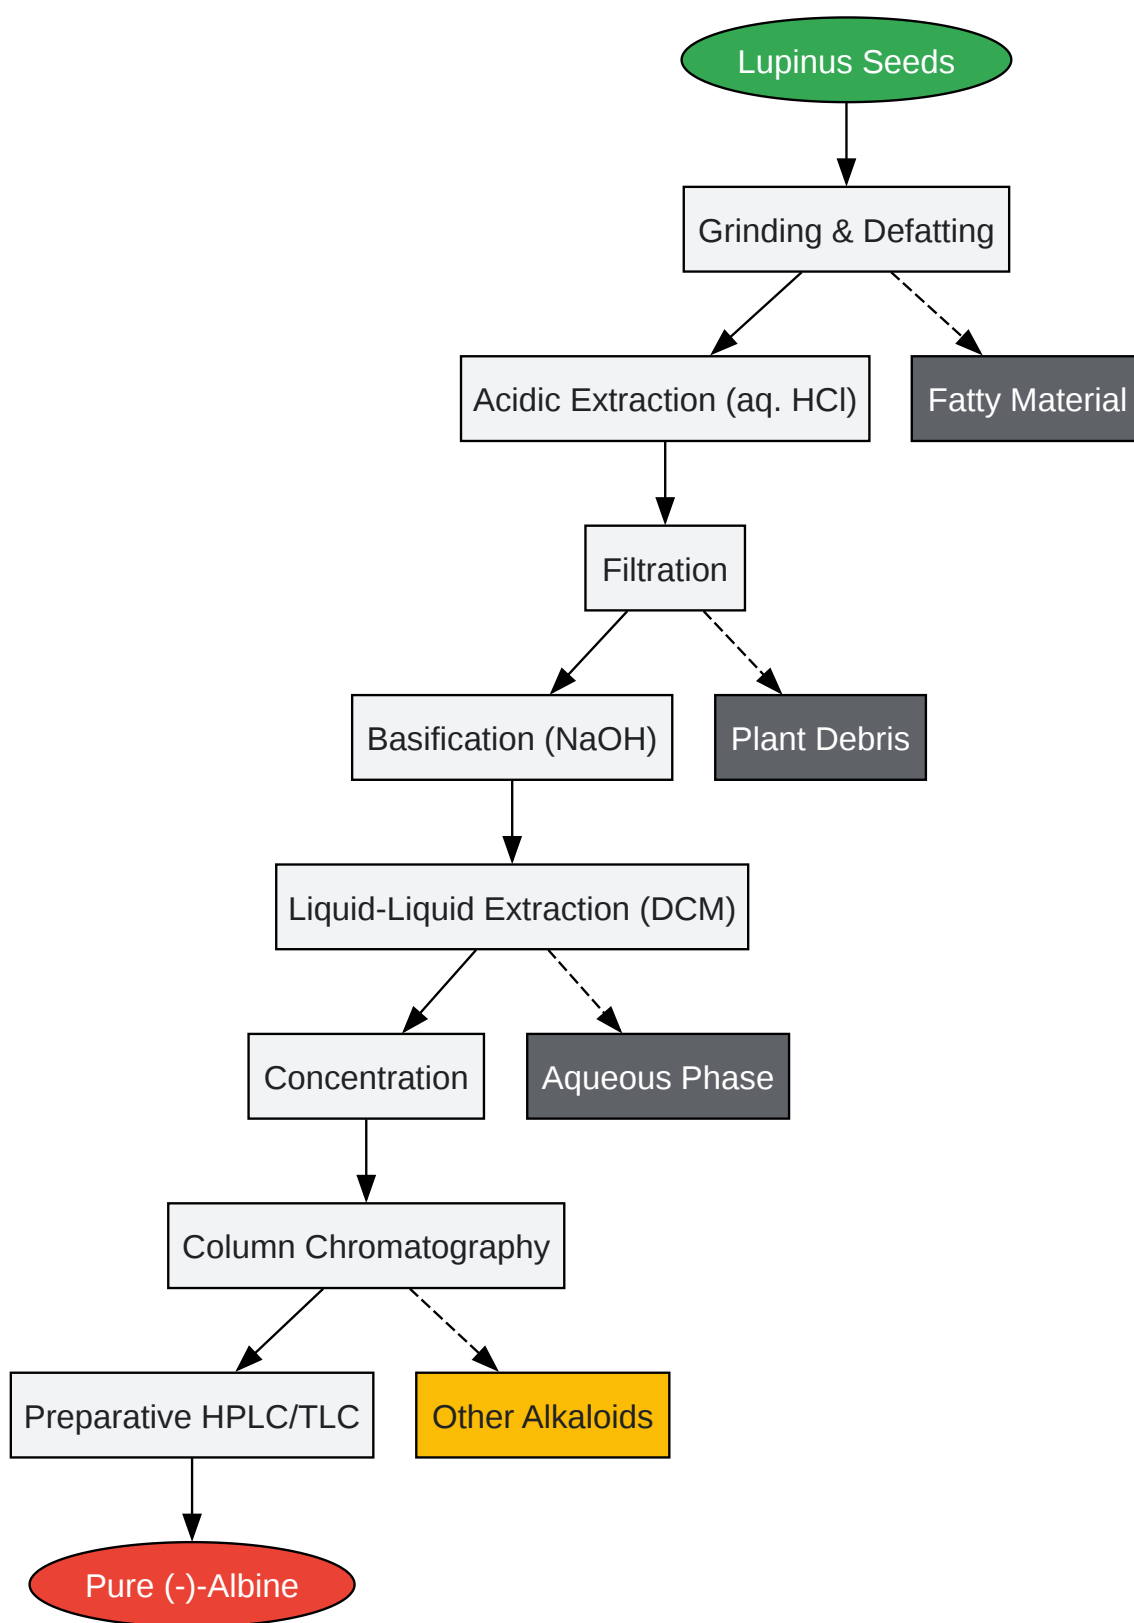 Lupinus Seeds
Grinding & Defatting
Acidic Extraction (aq. HCl)
Fatty Material
Filtration
Basification (NaOH)
Plant Debris
Liquid-Liquid Extraction (DCM)
Concentration
Aqueous Phase
Column Chromatography
Preparative HPLC/TLC
Other Alkaloids
Pure (-)-Albine